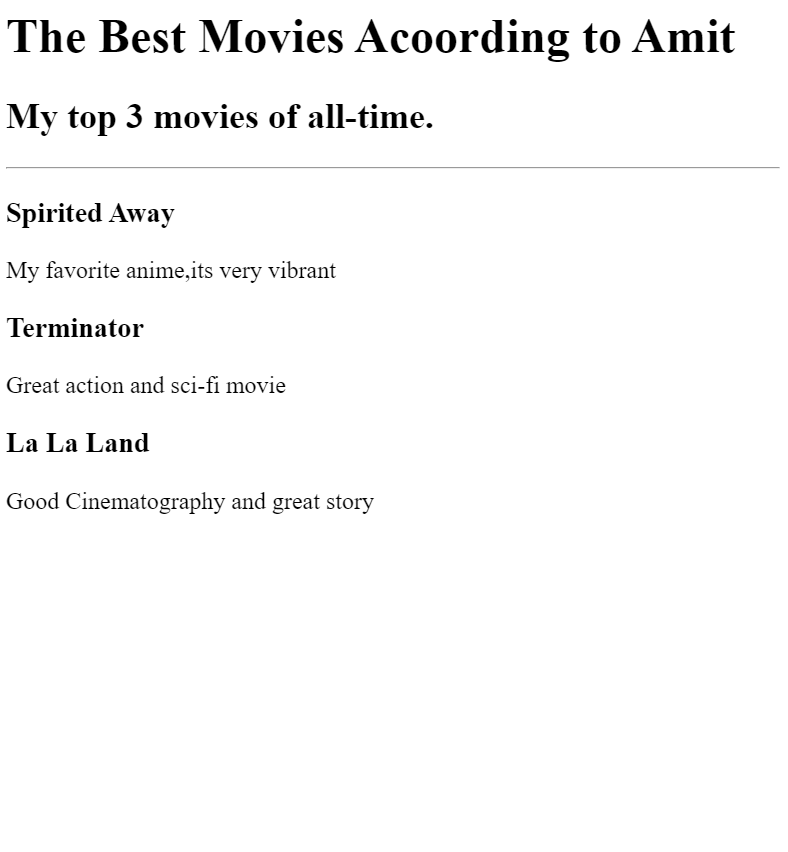 The Best Movies Acoording to Amit
My top 3 movies of all-time.
Spirited Away
My favorite anime,its very vibrant
Terminator
Great action and sci-fi movie
La La Land
Good Cinematography and great story